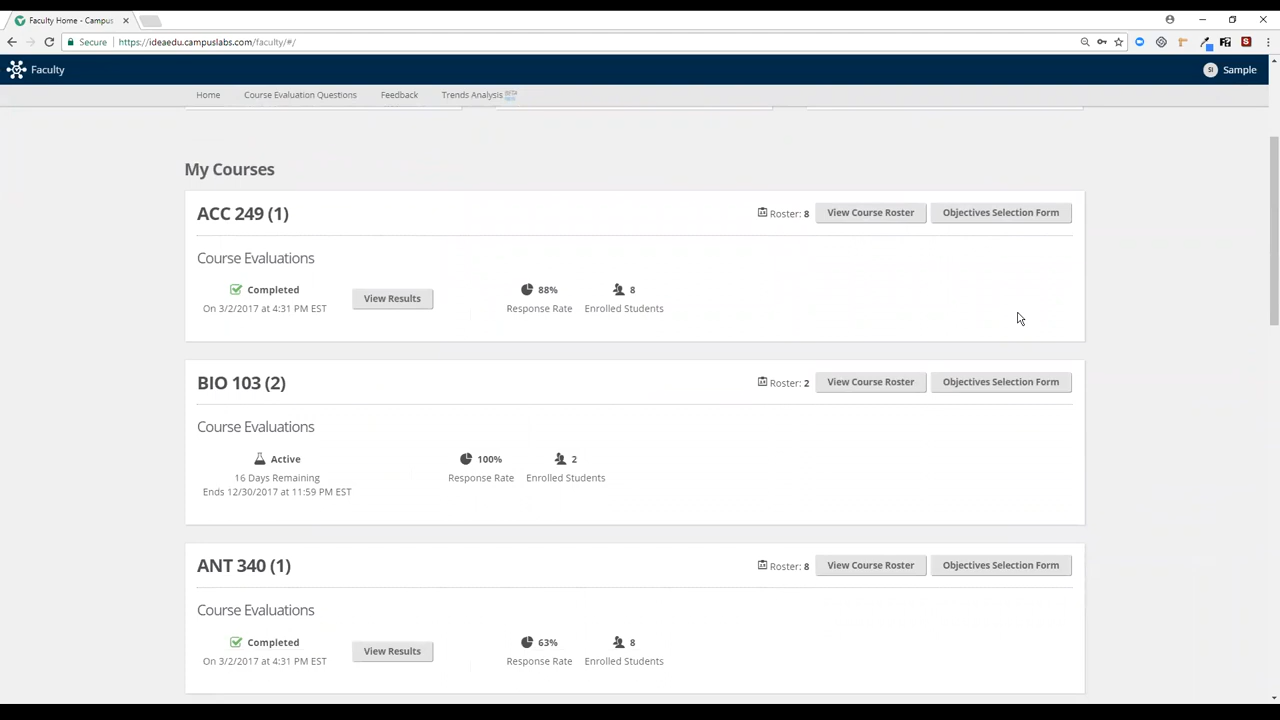 Faculty Home - Campus
Secure https://ideaedu.campuslabs.com/faculty/#/
Faculty
SI Sample
Home Course Evaluation Questions Feedback Trends Analysis BETA
My Courses
ACC 249 (1) Roster: 8 View Course Roster Objectives Selection Form
Course Evaluations
Completed View Results 88% 8
On 3/2/2017 at 4:31 PM EST Response Rate Enrolled Students
BIO 103 (2) Roster: 2 View Course Roster Objectives Selection Form
Course Evaluations
Active 100% 2
16 Days Remaining Response Rate Enrolled Students
Ends 12/30/2017 at 11:59 PM EST
ANT 340 (1) Roster: 8 View Course Roster Objectives Selection Form
Course Evaluations
Completed View Results 63% 8
On 3/2/2017 at 4:31 PM EST Response Rate Enrolled Students